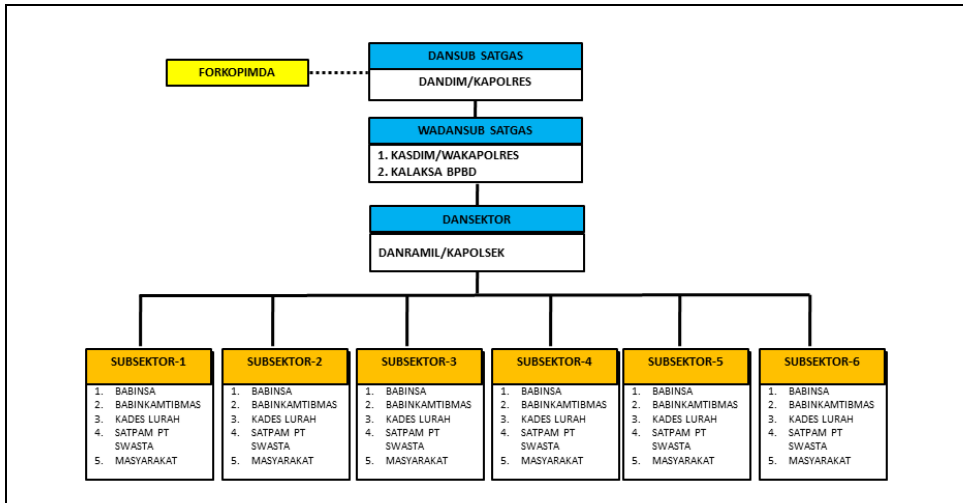 DANSUB SATGAS
FORKOPIMDA
DANDIM/KAPOLRES
WADANSUB SATGAS
1. KASDIM/WAKAPOLRES
2. KALAKSA BPBD
DANSEKTOR
DANRAMIL/KAPOLSEK
SUBSEKTOR-1
1. BABINSA
2. BABINKAMTIBMAS
3. KADES LURAH
4. SATPAM PT
SWASTA
5. MASYARAKAT
SUBSEKTOR-2
1. BABINSA
2. BABINKAMTIBMAS
3. KADES LURAH
4. SATPAM PT
SWASTA
5. MASYARAKAT
SUBSEKTOR-3
1. BABINSA
2. BABINKAMTIBMAS
3. KADES LURAH
4. SATPAM PT
SWASTA
5. MASYARAKAT
SUBSEKTOR-4
1. BABINSA
2. BABINKAMTIBMAS
3. KADES LURAH
4. SATPAM PT
SWASTA
5. MASYARAKAT
SUBSEKTOR-5
1. BABINSA
2. BABINKAMTIBMAS
3. KADES LURAH
4. SATPAM PT
SWASTA
5. MASYARAKAT
SUBSEKTOR-6
1. BABINSA
2. BABINKAMTIBMAS
3. KADES LURAH
4. SATPAM PT
SWASTA
5. MASYARAKAT